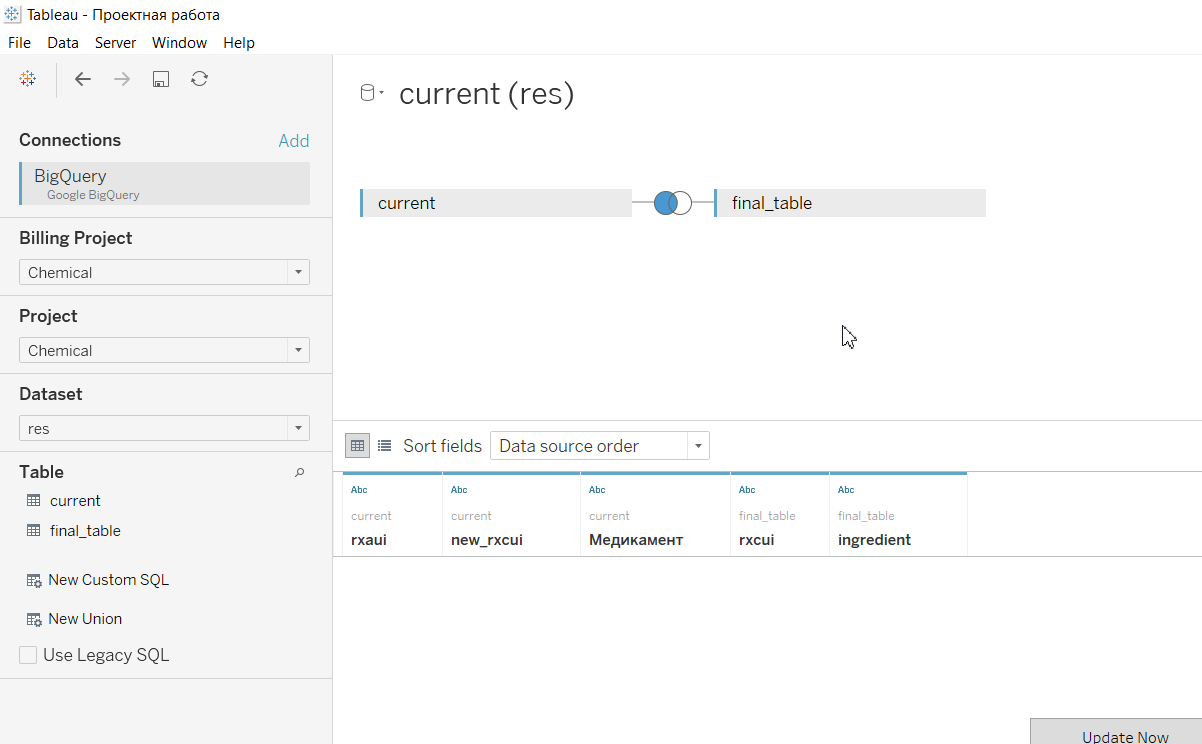 Tableau - Проектная работа
File Data Server Window Help
Connections Add
BigQuery
Google BigQuery
Billing Project
Chemical
Project
Chemical
Dataset
res
Table
current
final_table
New Custom SQL
New Union
Use Legacy SQL
current (res)
current final_table
Sort fields Data source order
Abc Abc Abc Abc Abc
current current current final_table final_table
rxaui new_rxcui Медикамент rxcui ingredient
Update Now